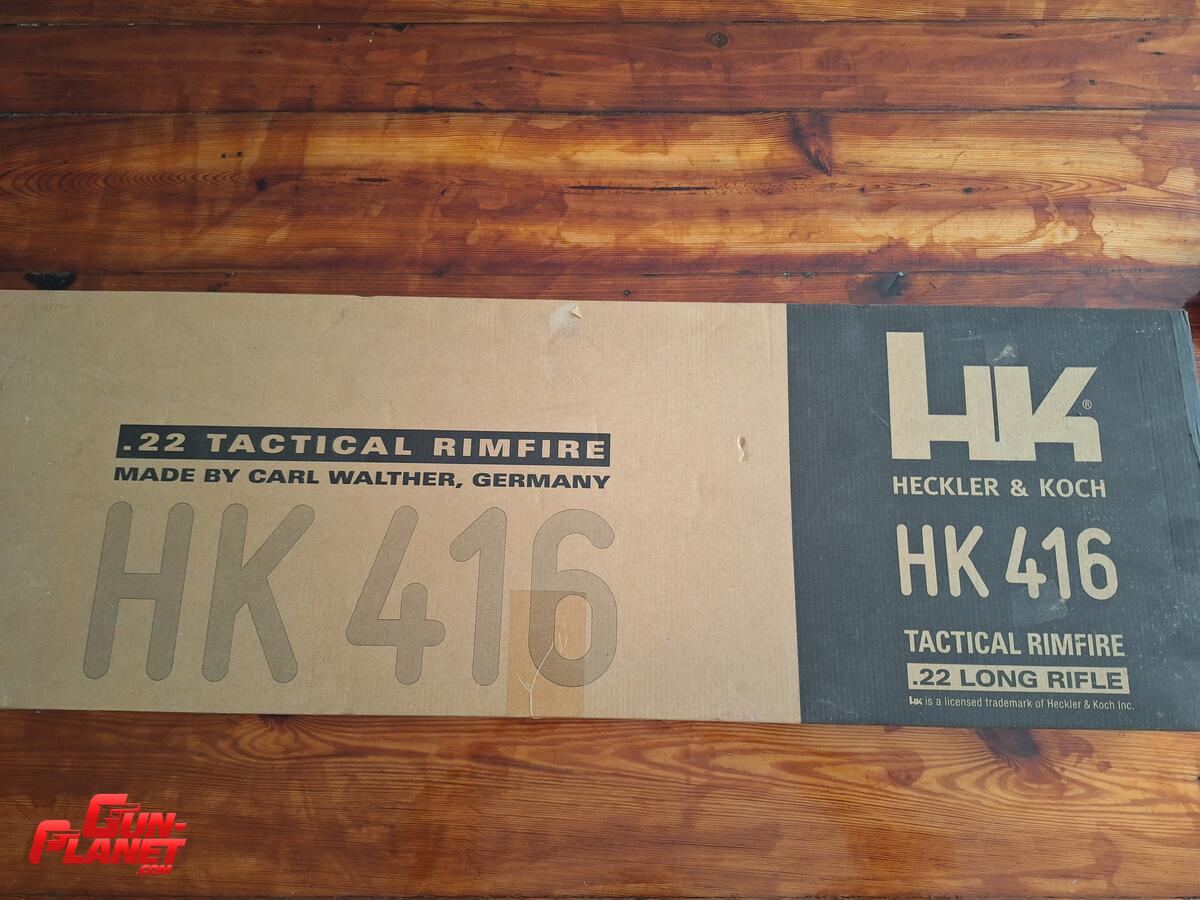 .22 TACTICAL RIMFIRE
MADE BY CARL WALTHER, GERMANY
HK 416
HK®
HECKLER & KOCH
HK 416
TACTICAL RIMFIRE
.22 LONG RIFLE
HK is a licensed trademark of Heckler & Koch Inc.
GUN-
PLANET
.COM